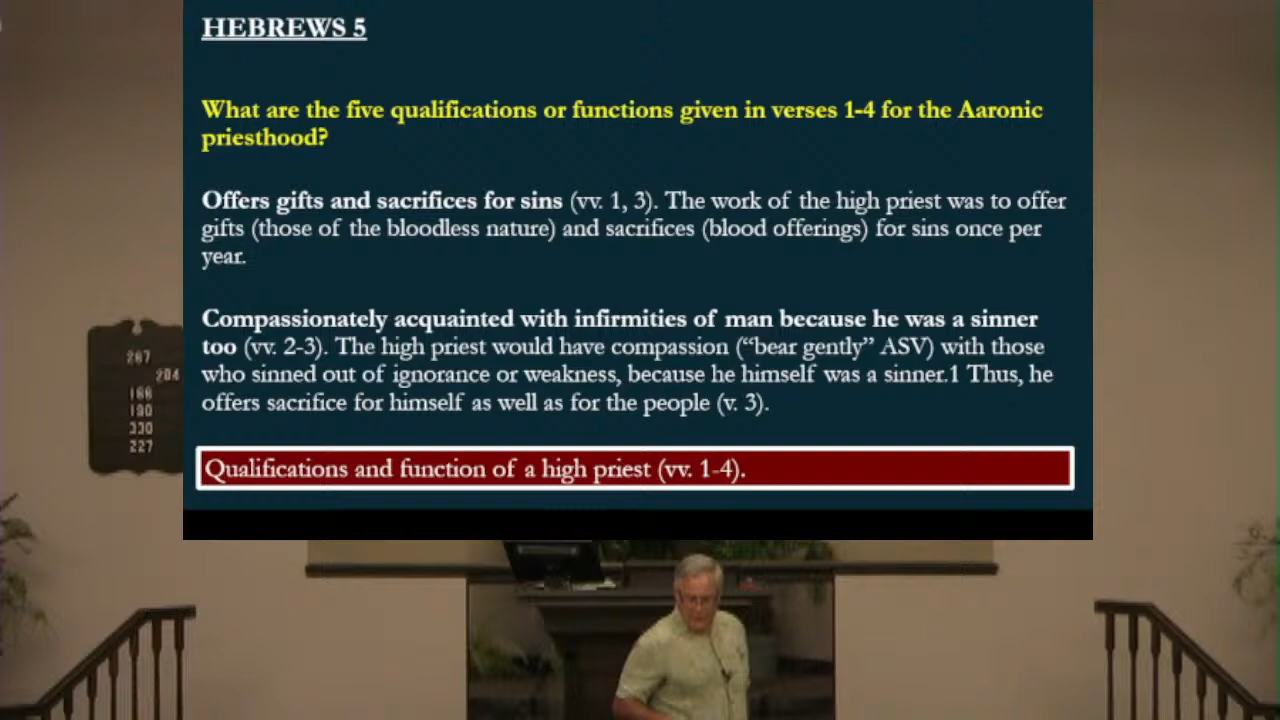 HEBREWS 5
What are the five qualifications or functions given in verses 1-4 for the Aaronic
priesthood?
Offers gifts and sacrifices for sins (vv. 1, 3). The work of the high priest was to offer
gifts (those of the bloodless nature) and sacrifices (blood offerings) for sins once per
year.
Compassionately acquainted with infirmities of man because he was a sinner
too (vv. 2-3). The high priest would have compassion (“bear gently” ASV) with those
who sinned out of ignorance or weakness, because he himself was a sinner.1 Thus, he
offers sacrifice for himself as well as for the people (v. 3).
Qualifications and function of a high priest (vv. 1-4).
267
204
166
190
330
227